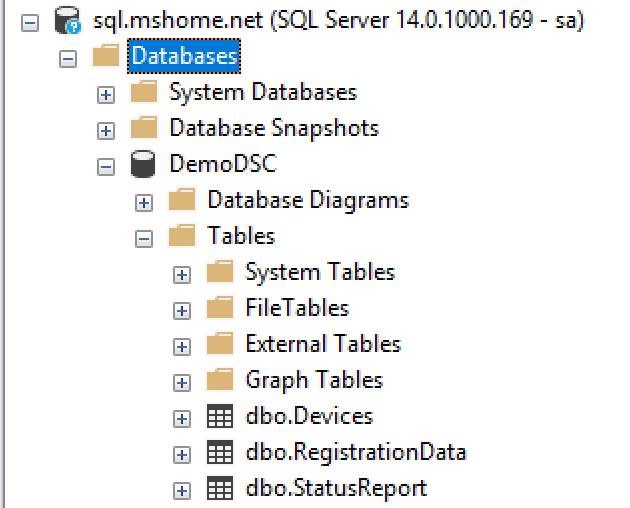 sql.mshome.net (SQL Server 14.0.1000.169 - sa)
Databases
System Databases
Database Snapshots
DemoDSC
Database Diagrams
Tables
System Tables
FileTables
External Tables
Graph Tables
dbo.Devices
dbo.RegistrationData
dbo.StatusReport